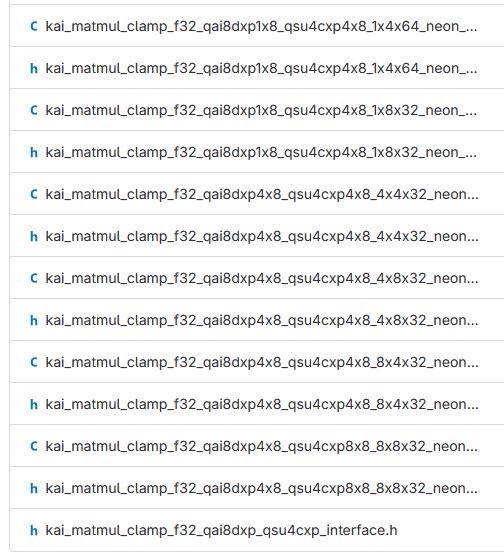 C kai_matmul_clamp_f32_qai8dxp1x8_qsu4cxp4x8_1x4x64_neon_...
h kai_matmul_clamp_f32_qai8dxp1x8_qsu4cxp4x8_1x4x64_neon_...
C kai_matmul_clamp_f32_qai8dxp1x8_qsu4cxp4x8_1x8x32_neon_...
h kai_matmul_clamp_f32_qai8dxp1x8_qsu4cxp4x8_1x8x32_neon_...
C kai_matmul_clamp_f32_qai8dxp4x8_qsu4cxp4x8_4x4x32_neon...
h kai_matmul_clamp_f32_qai8dxp4x8_qsu4cxp4x8_4x4x32_neon...
C kai_matmul_clamp_f32_qai8dxp4x8_qsu4cxp4x8_4x8x32_neon...
h kai_matmul_clamp_f32_qai8dxp4x8_qsu4cxp4x8_4x8x32_neon...
C kai_matmul_clamp_f32_qai8dxp4x8_qsu4cxp4x8_8x4x32_neon...
h kai_matmul_clamp_f32_qai8dxp4x8_qsu4cxp4x8_8x4x32_neon...
C kai_matmul_clamp_f32_qai8dxp4x8_qsu4cxp8x8_8x8x32_neon...
h kai_matmul_clamp_f32_qai8dxp4x8_qsu4cxp8x8_8x8x32_neon...
h kai_matmul_clamp_f32_qai8dxp_qsu4cxp_interface.h